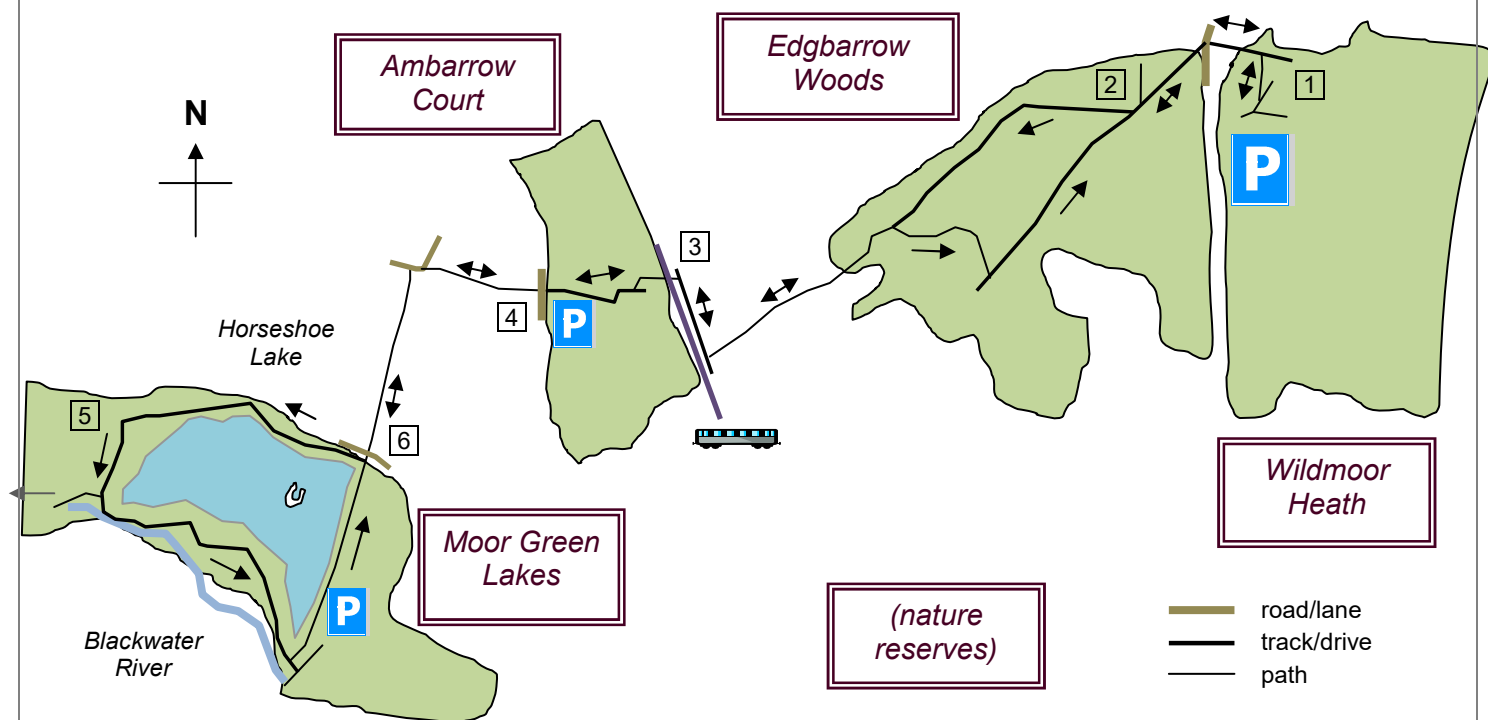 Ambarrow
Court
Edgbarrow
Woods
N
1
2
P
3
4
P
Horseshoe
Lake
5
6
Wildmoor
Heath
Moor Green
Lakes
P
Blackwater
River
(nature
reserves)
road/lane
track/drive
path